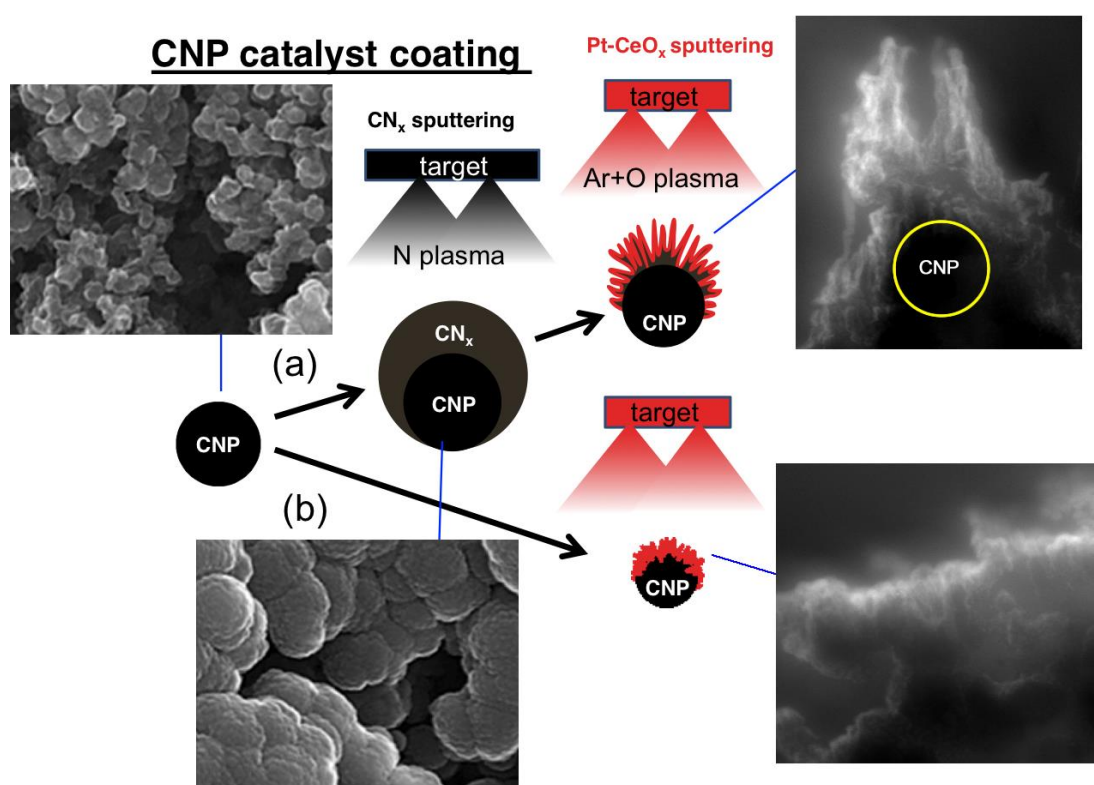 CNP catalyst coating
Pt-CeOₓ sputtering
target
CNₓ sputtering
target
Ar+O plasma
N plasma
CNP
CNP
CNₓ
(a)
CNP
target
CNP
(b)
CNP